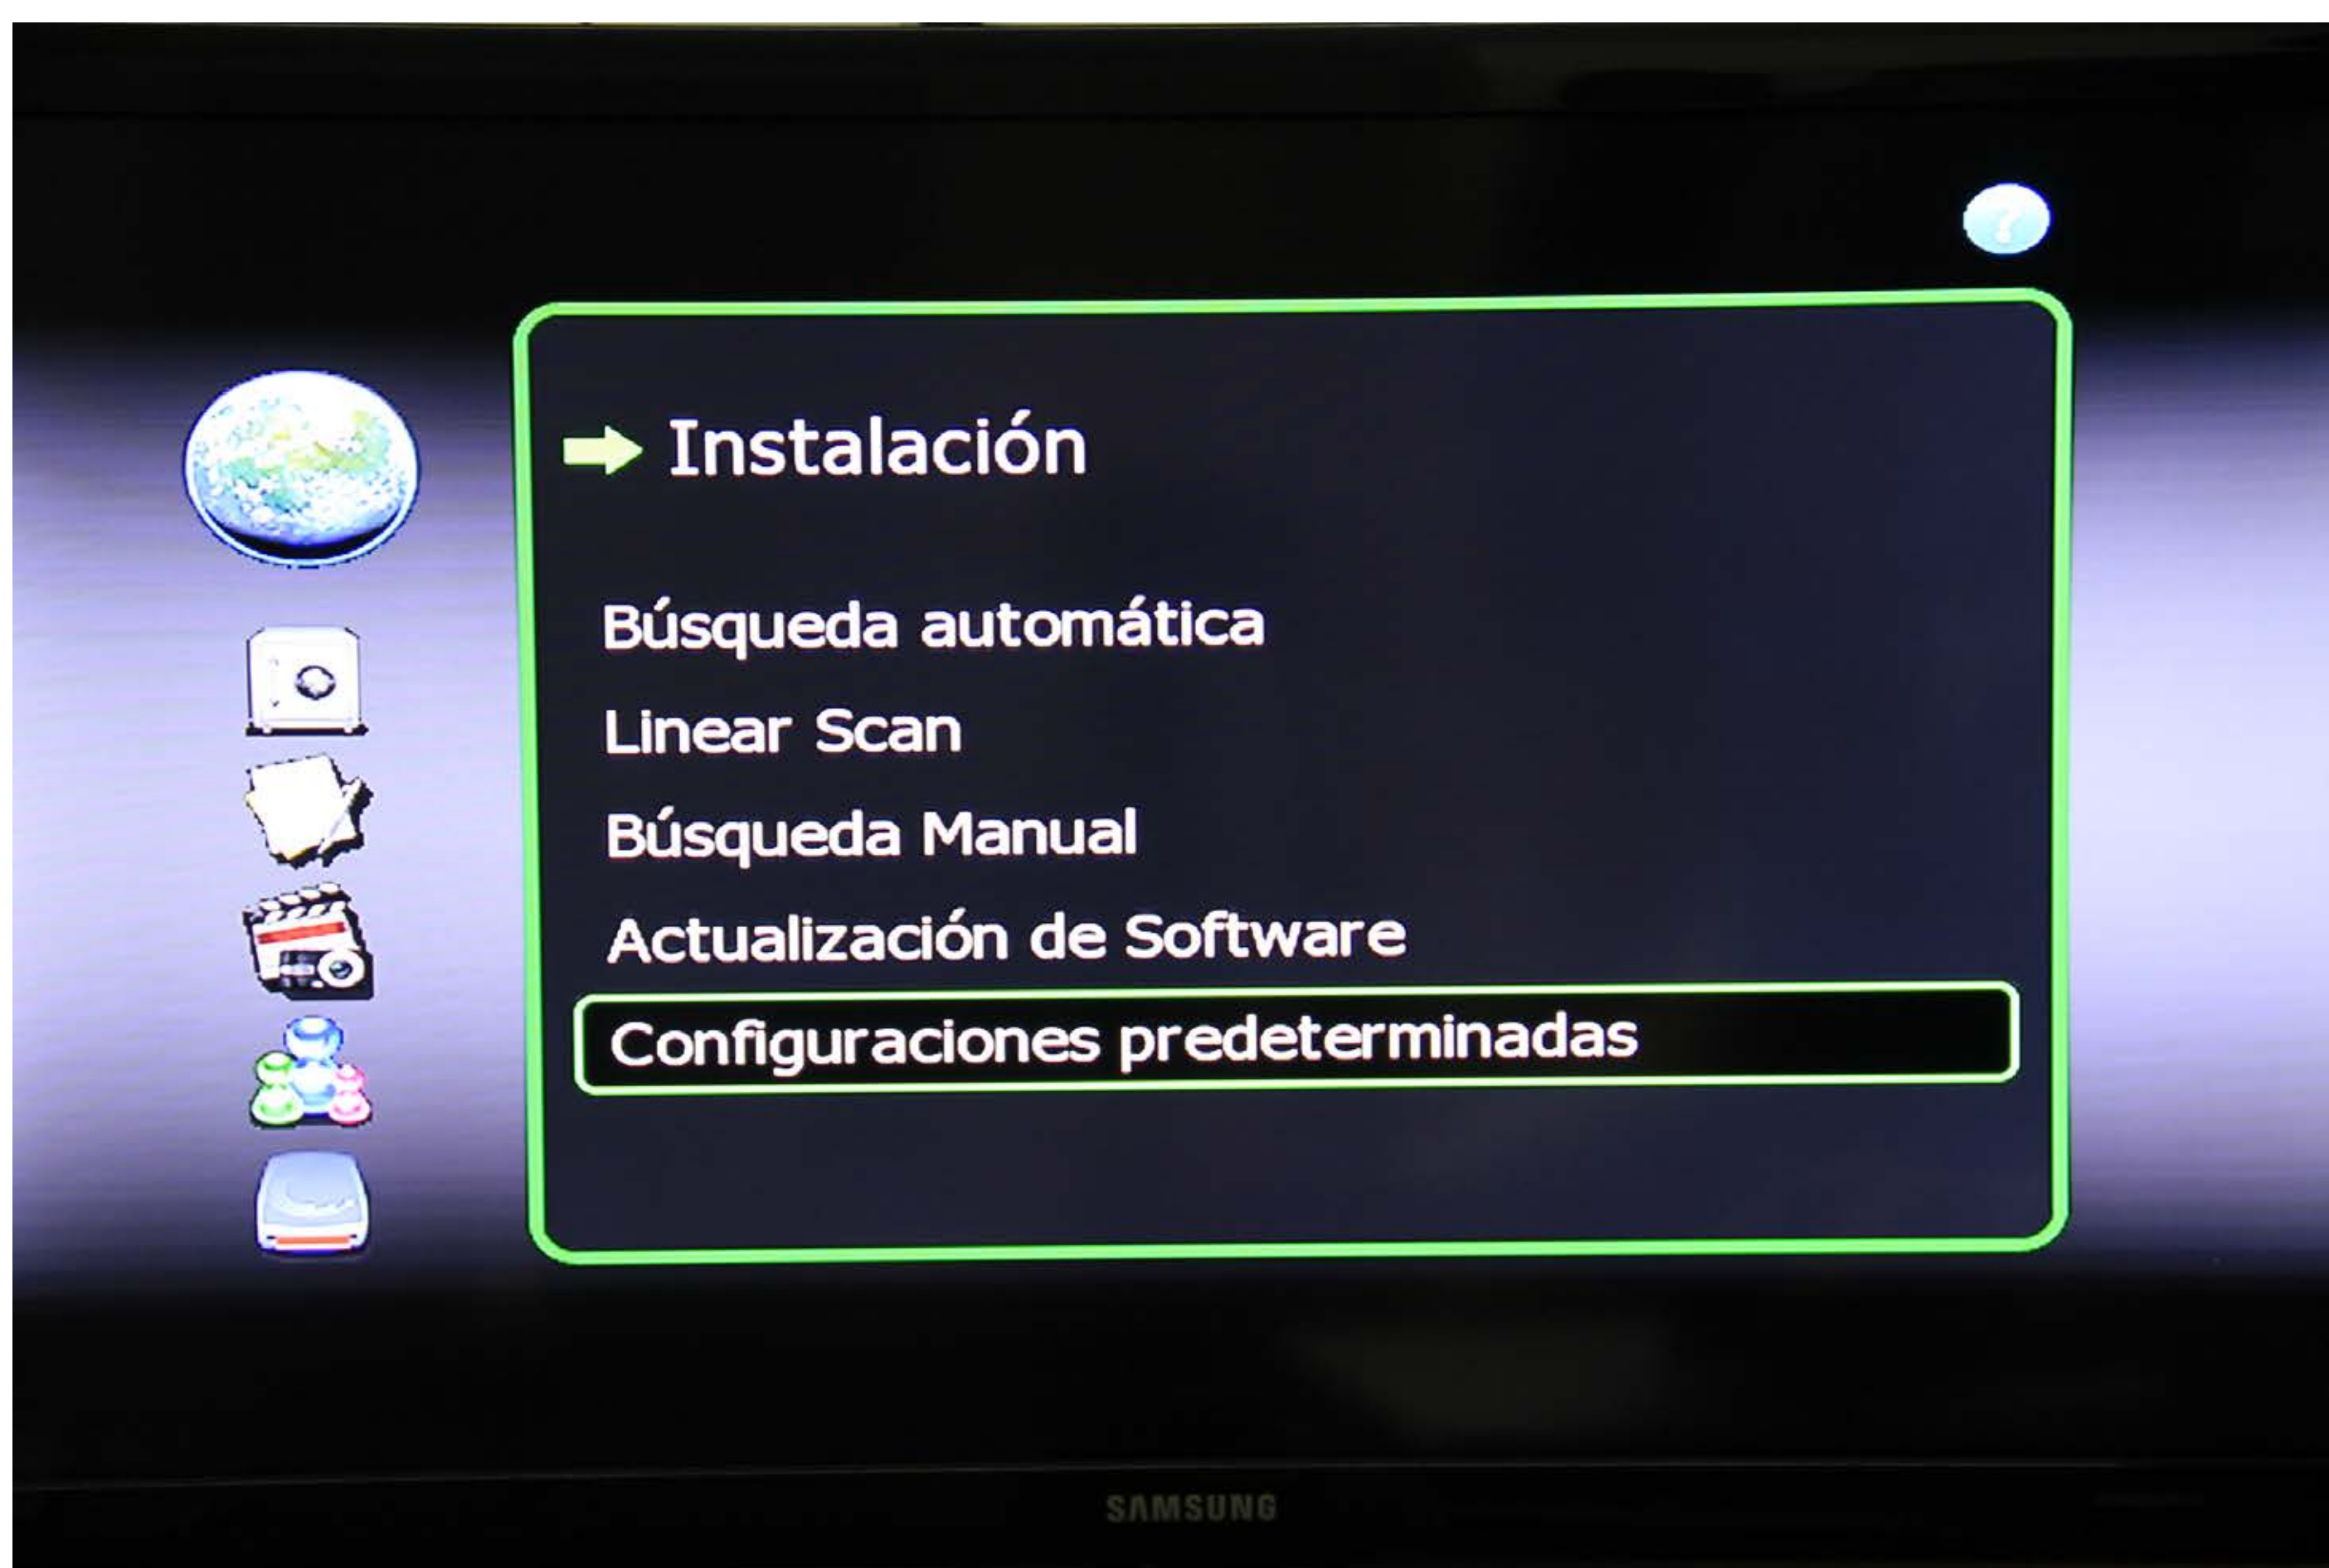 ?
Instalación
Búsqueda automática
Linear Scan
Búsqueda Manual
Actualización de Software
Configuraciones predeterminadas
SAMSUNG